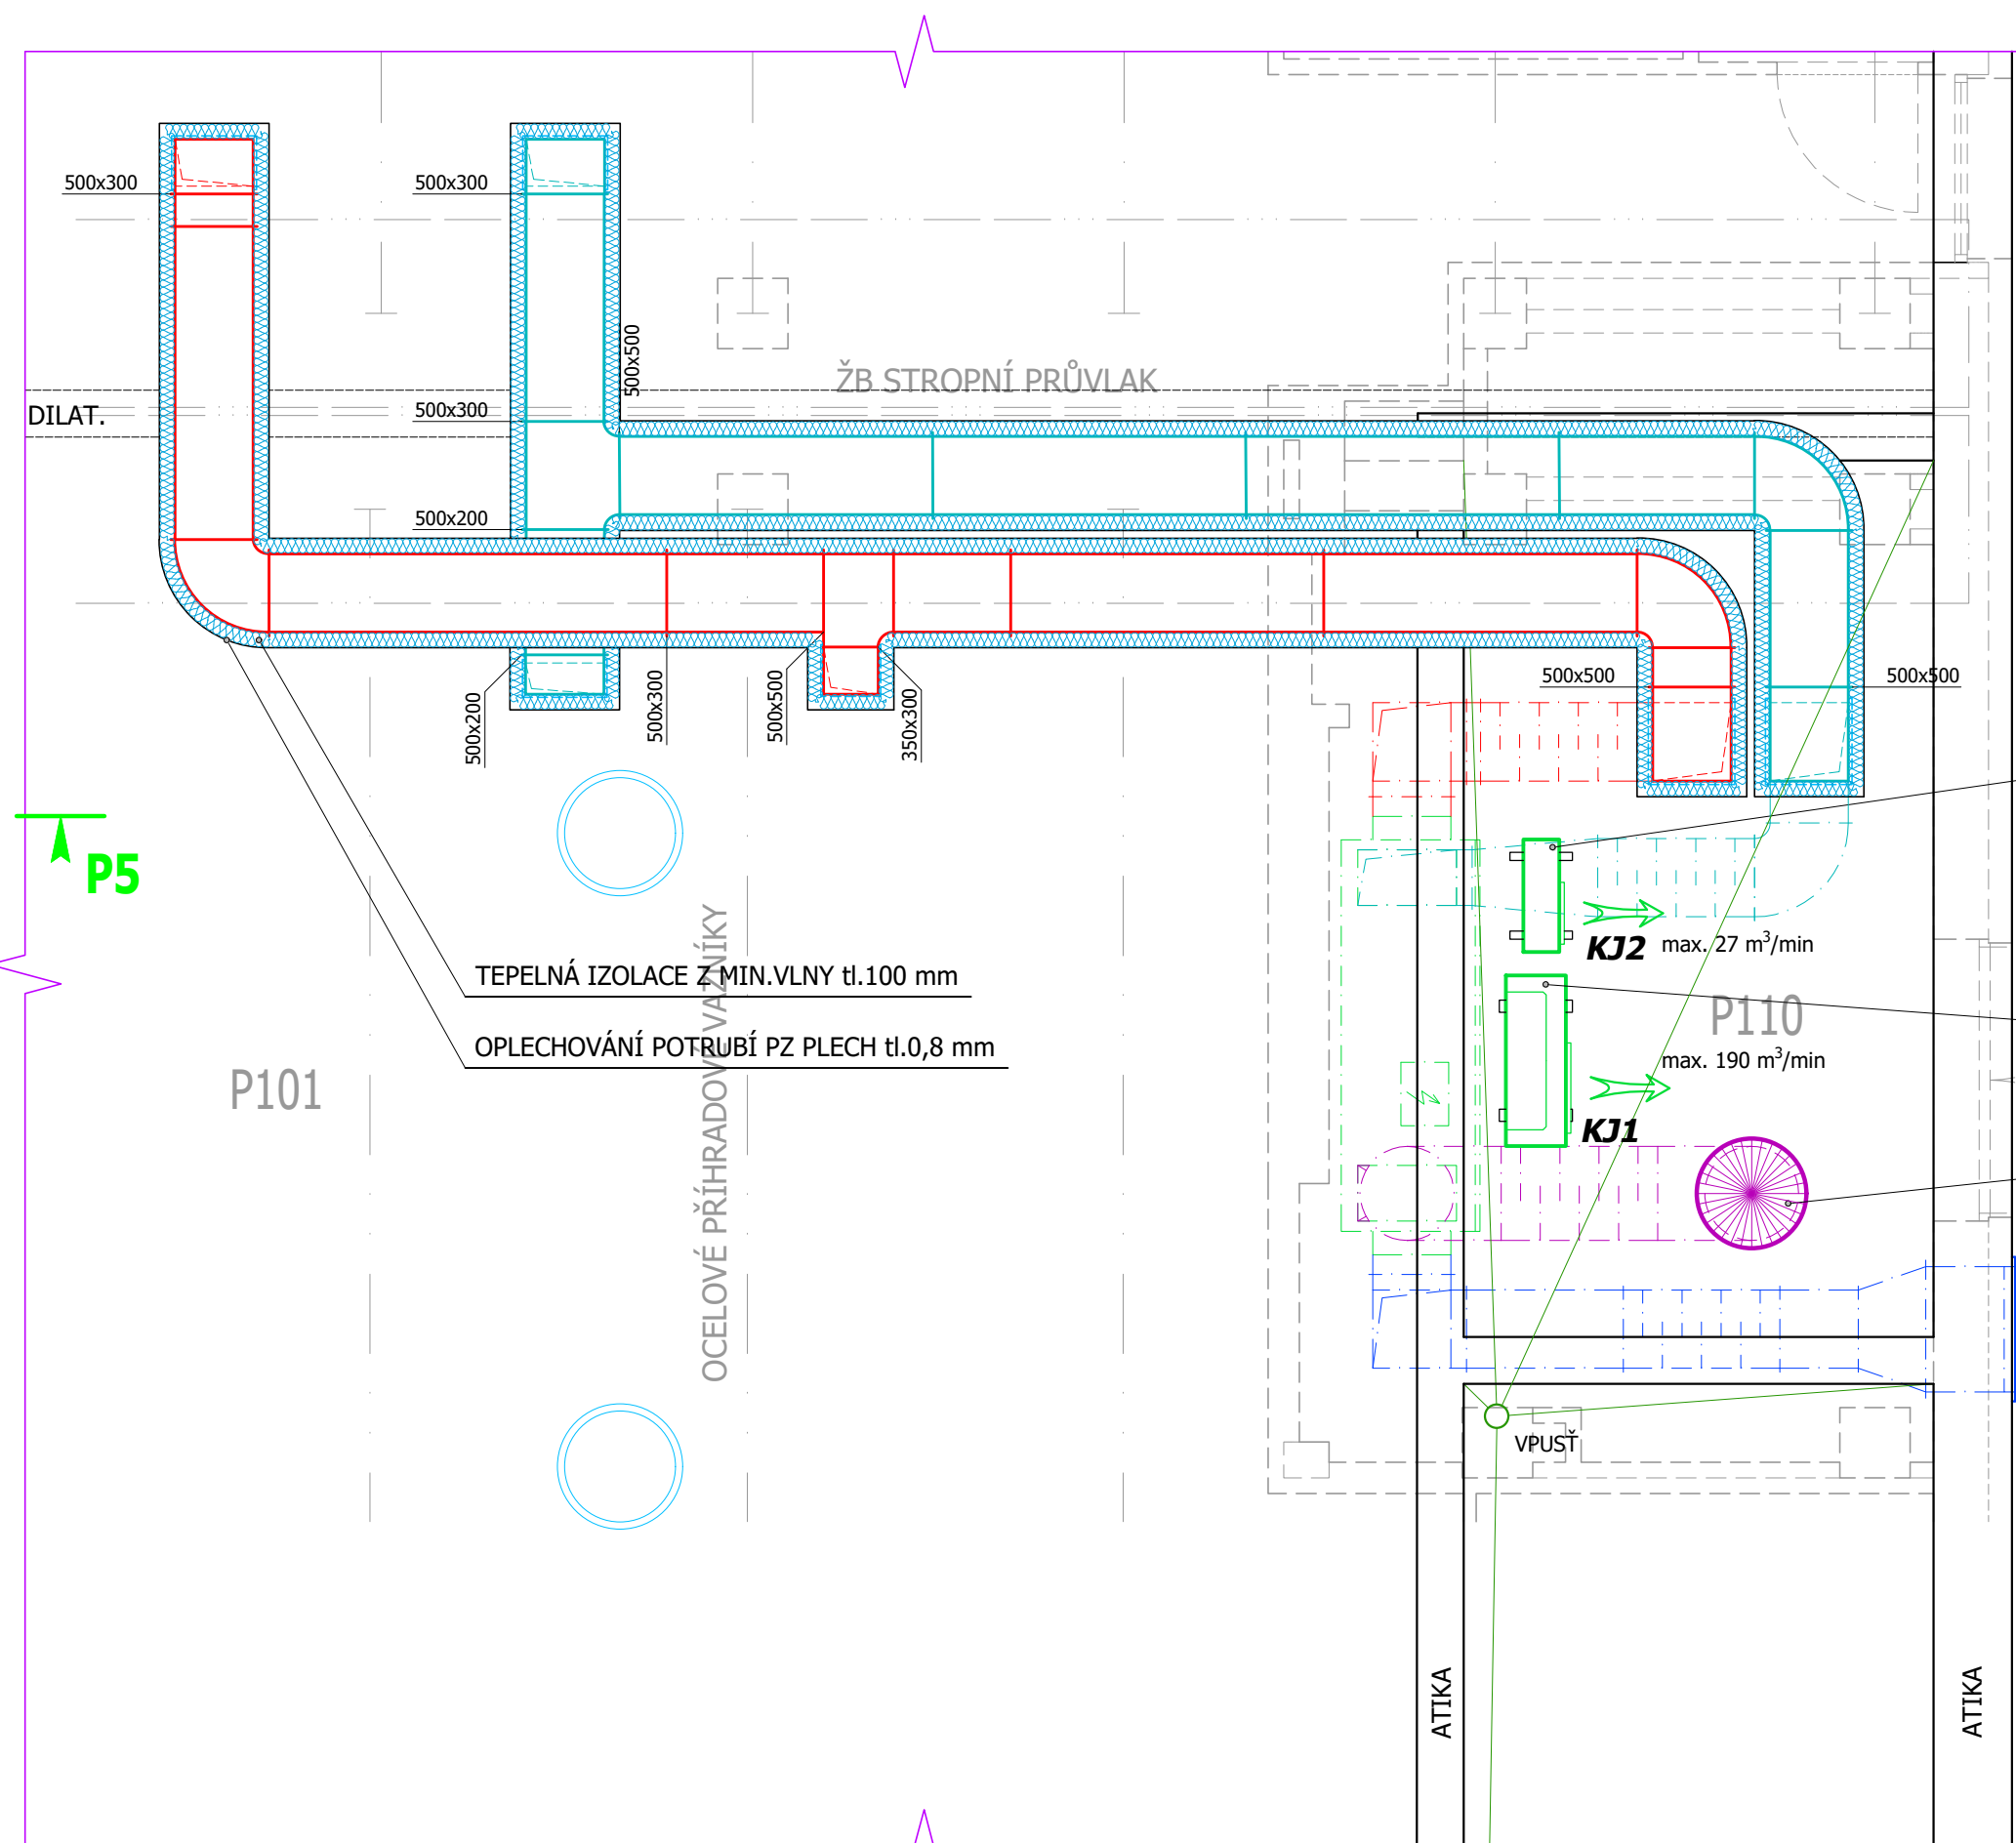 500x300
500x300
500x500
ŽB STROPNÍ PRŮVLAK
DILAT.
500x300
500x200
500x200
500x300
500x500
350x300
500x500
500x500
P5
KJ2
max. 27 m³/min
TEPELNÁ IZOLACE Z MIN.VLNY tl.100 mm
OPLECHOVÁNÍ POTRUBÍ PZ PLECH tl.0,8 mm
OCELOVÉ PŘÍHRADOVÉ VAZNÍKY
P101
P110
max. 190 m³/min
KJ1
VPUSŤ
ATIKA
ATIKA